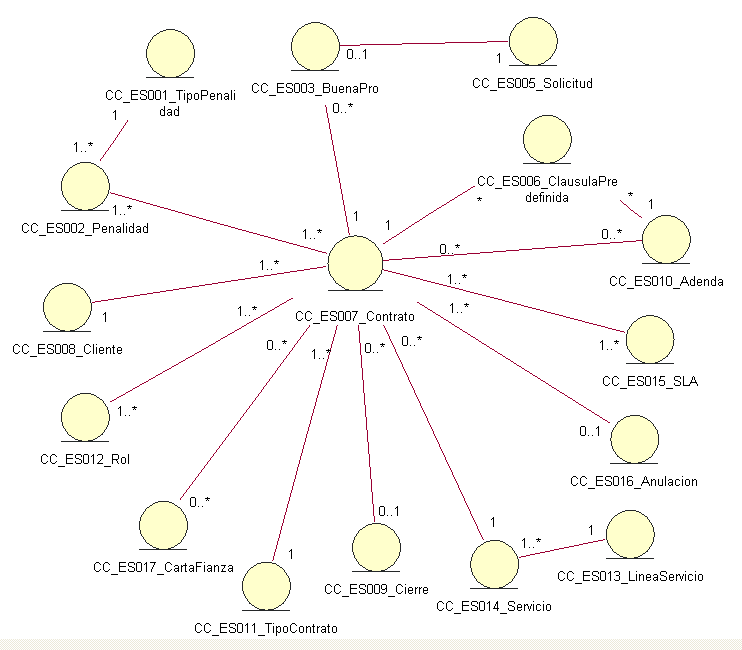 0..1
1
CC_ES001_TipoPenali
dad
CC_ES003_BuenaPro
CC_ES005_Solicitud
1
0..*
1..*
CC_ES006_ClausulaPre
definida
*
*
1
1..*
1
1
CC_ES002_Penalidad
1..*
0..*
0..*
1..*
1..*
CC_ES010_Adenda
1
CC_ES007_Contrato
1..*
1..*
CC_ES008_Cliente
0..*
1..*
0..*
0..*
1..*
CC_ES015_SLA
1..*
0..1
CC_ES012_Rol
CC_ES016_Anulacion
0..*
0..1
1
1
1..*
CC_ES017_CartaFianza
1
CC_ES009_Cierre
CC_ES013_LineaServicio
CC_ES014_Servicio
CC_ES011_TipoContrato